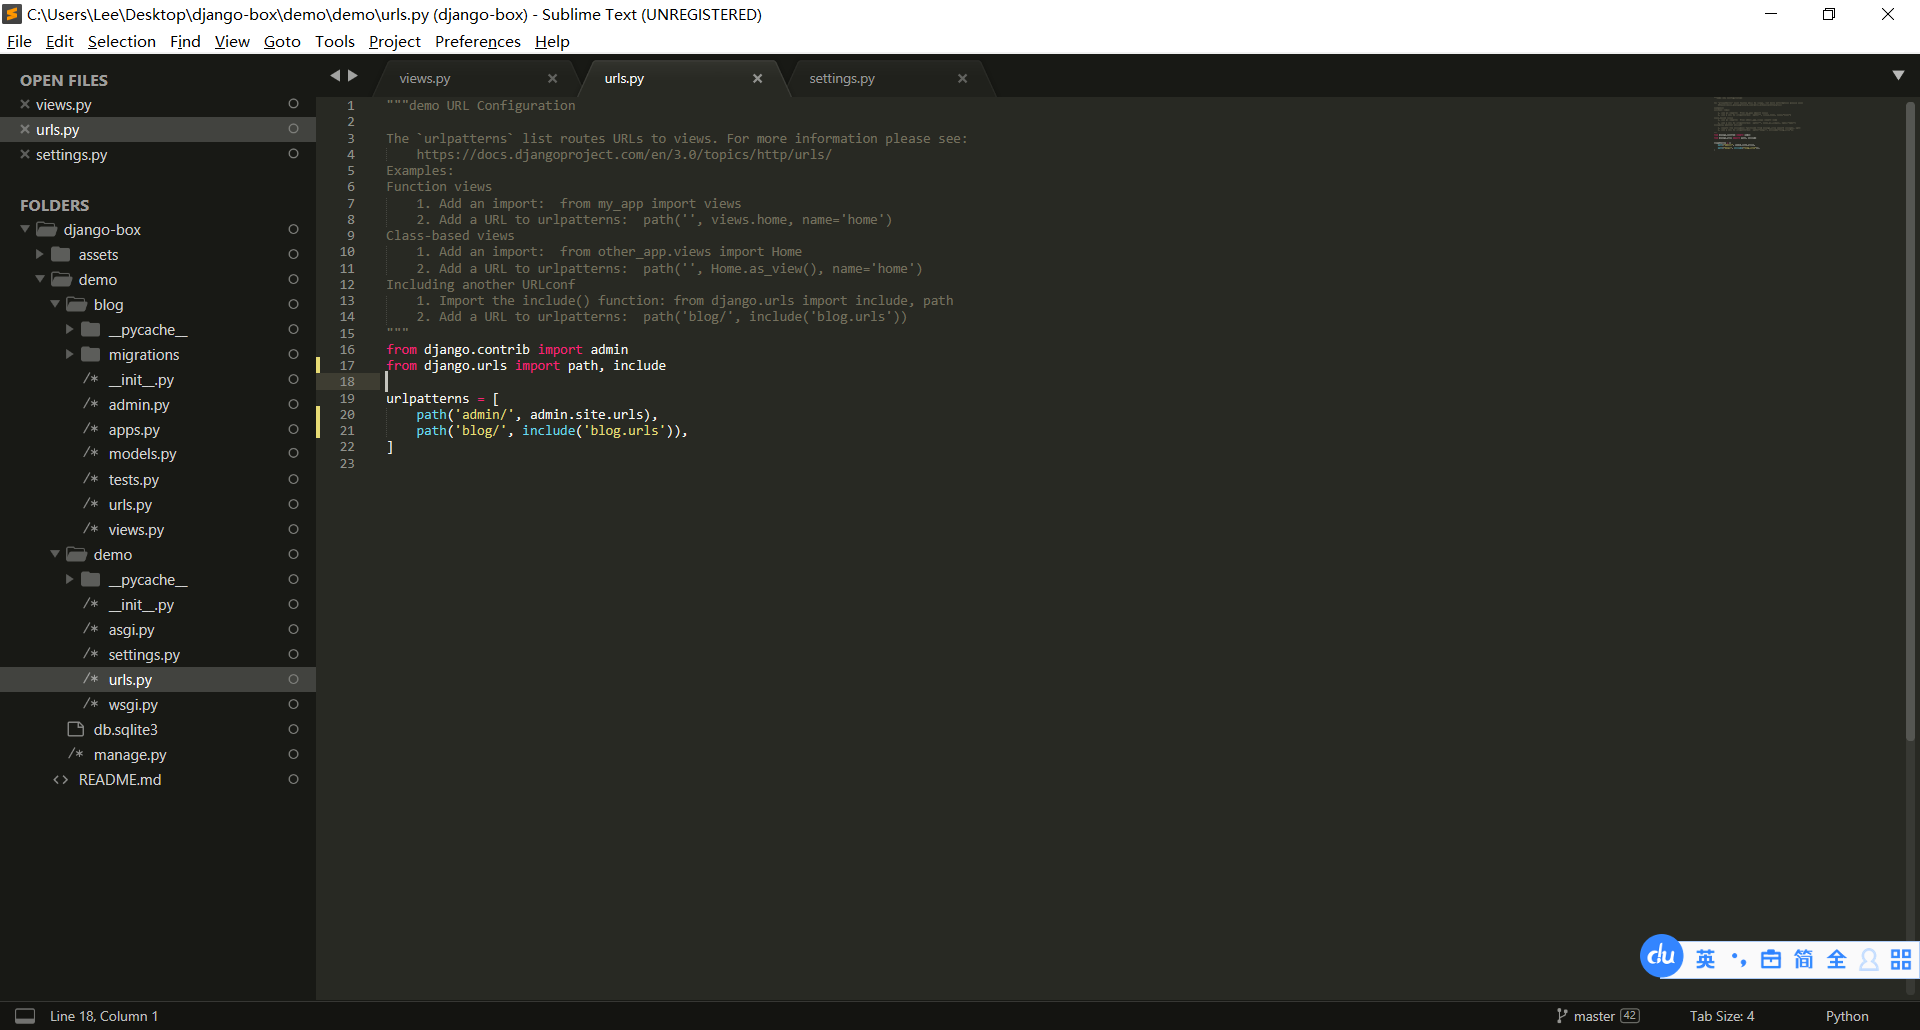 C:\Users\Lee\Desktop\django-box\demo\demo\urls.py (django-box) - Sublime Text (UNREGISTERED)
File Edit Selection Find View Goto Tools Project Preferences Help
OPEN FILES
views.py
urls.py
settings.py
FOLDERS
django-box
assets
demo
blog
__pycache__
migrations
/* __init__.py
/* admin.py
/* apps.py
/* models.py
/* tests.py
/* urls.py
/* views.py
demo
__pycache__
/* __init__.py
/* asgi.py
/* settings.py
/* urls.py
/* wsgi.py
db.sqlite3
/* manage.py
<> README.md
views.py urls.py settings.py
1 """demo URL Configuration
2
3 The `urlpatterns` list routes URLs to views. For more information please see:
4     https://docs.djangoproject.com/en/3.0/topics/http/urls/
5 Examples:
6 Function views
7     1. Add an import:  from my_app import views
8     2. Add a URL to urlpatterns:  path('', views.home, name='home')
9 Class-based views
10     1. Add an import:  from other_app.views import Home
11     2. Add a URL to urlpatterns:  path('', Home.as_view(), name='home')
12 Including another URLconf
13     1. Import the include() function: from django.urls import include, path
14     2. Add a URL to urlpatterns:  path('blog/', include('blog.urls'))
15 """
16 from django.contrib import admin
17 from django.urls import path, include
18
19 urlpatterns = [
20     path('admin/', admin.site.urls),
21     path('blog/', include('blog.urls')),
22 ]
23
du 英 •, 简 全
Line 18, Column 1
master 42 Tab Size: 4 Python